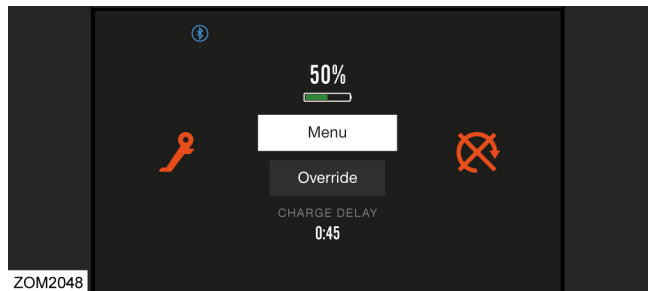 50%
Menu
Override
CHARGE DELAY
0:45
ZOM2048